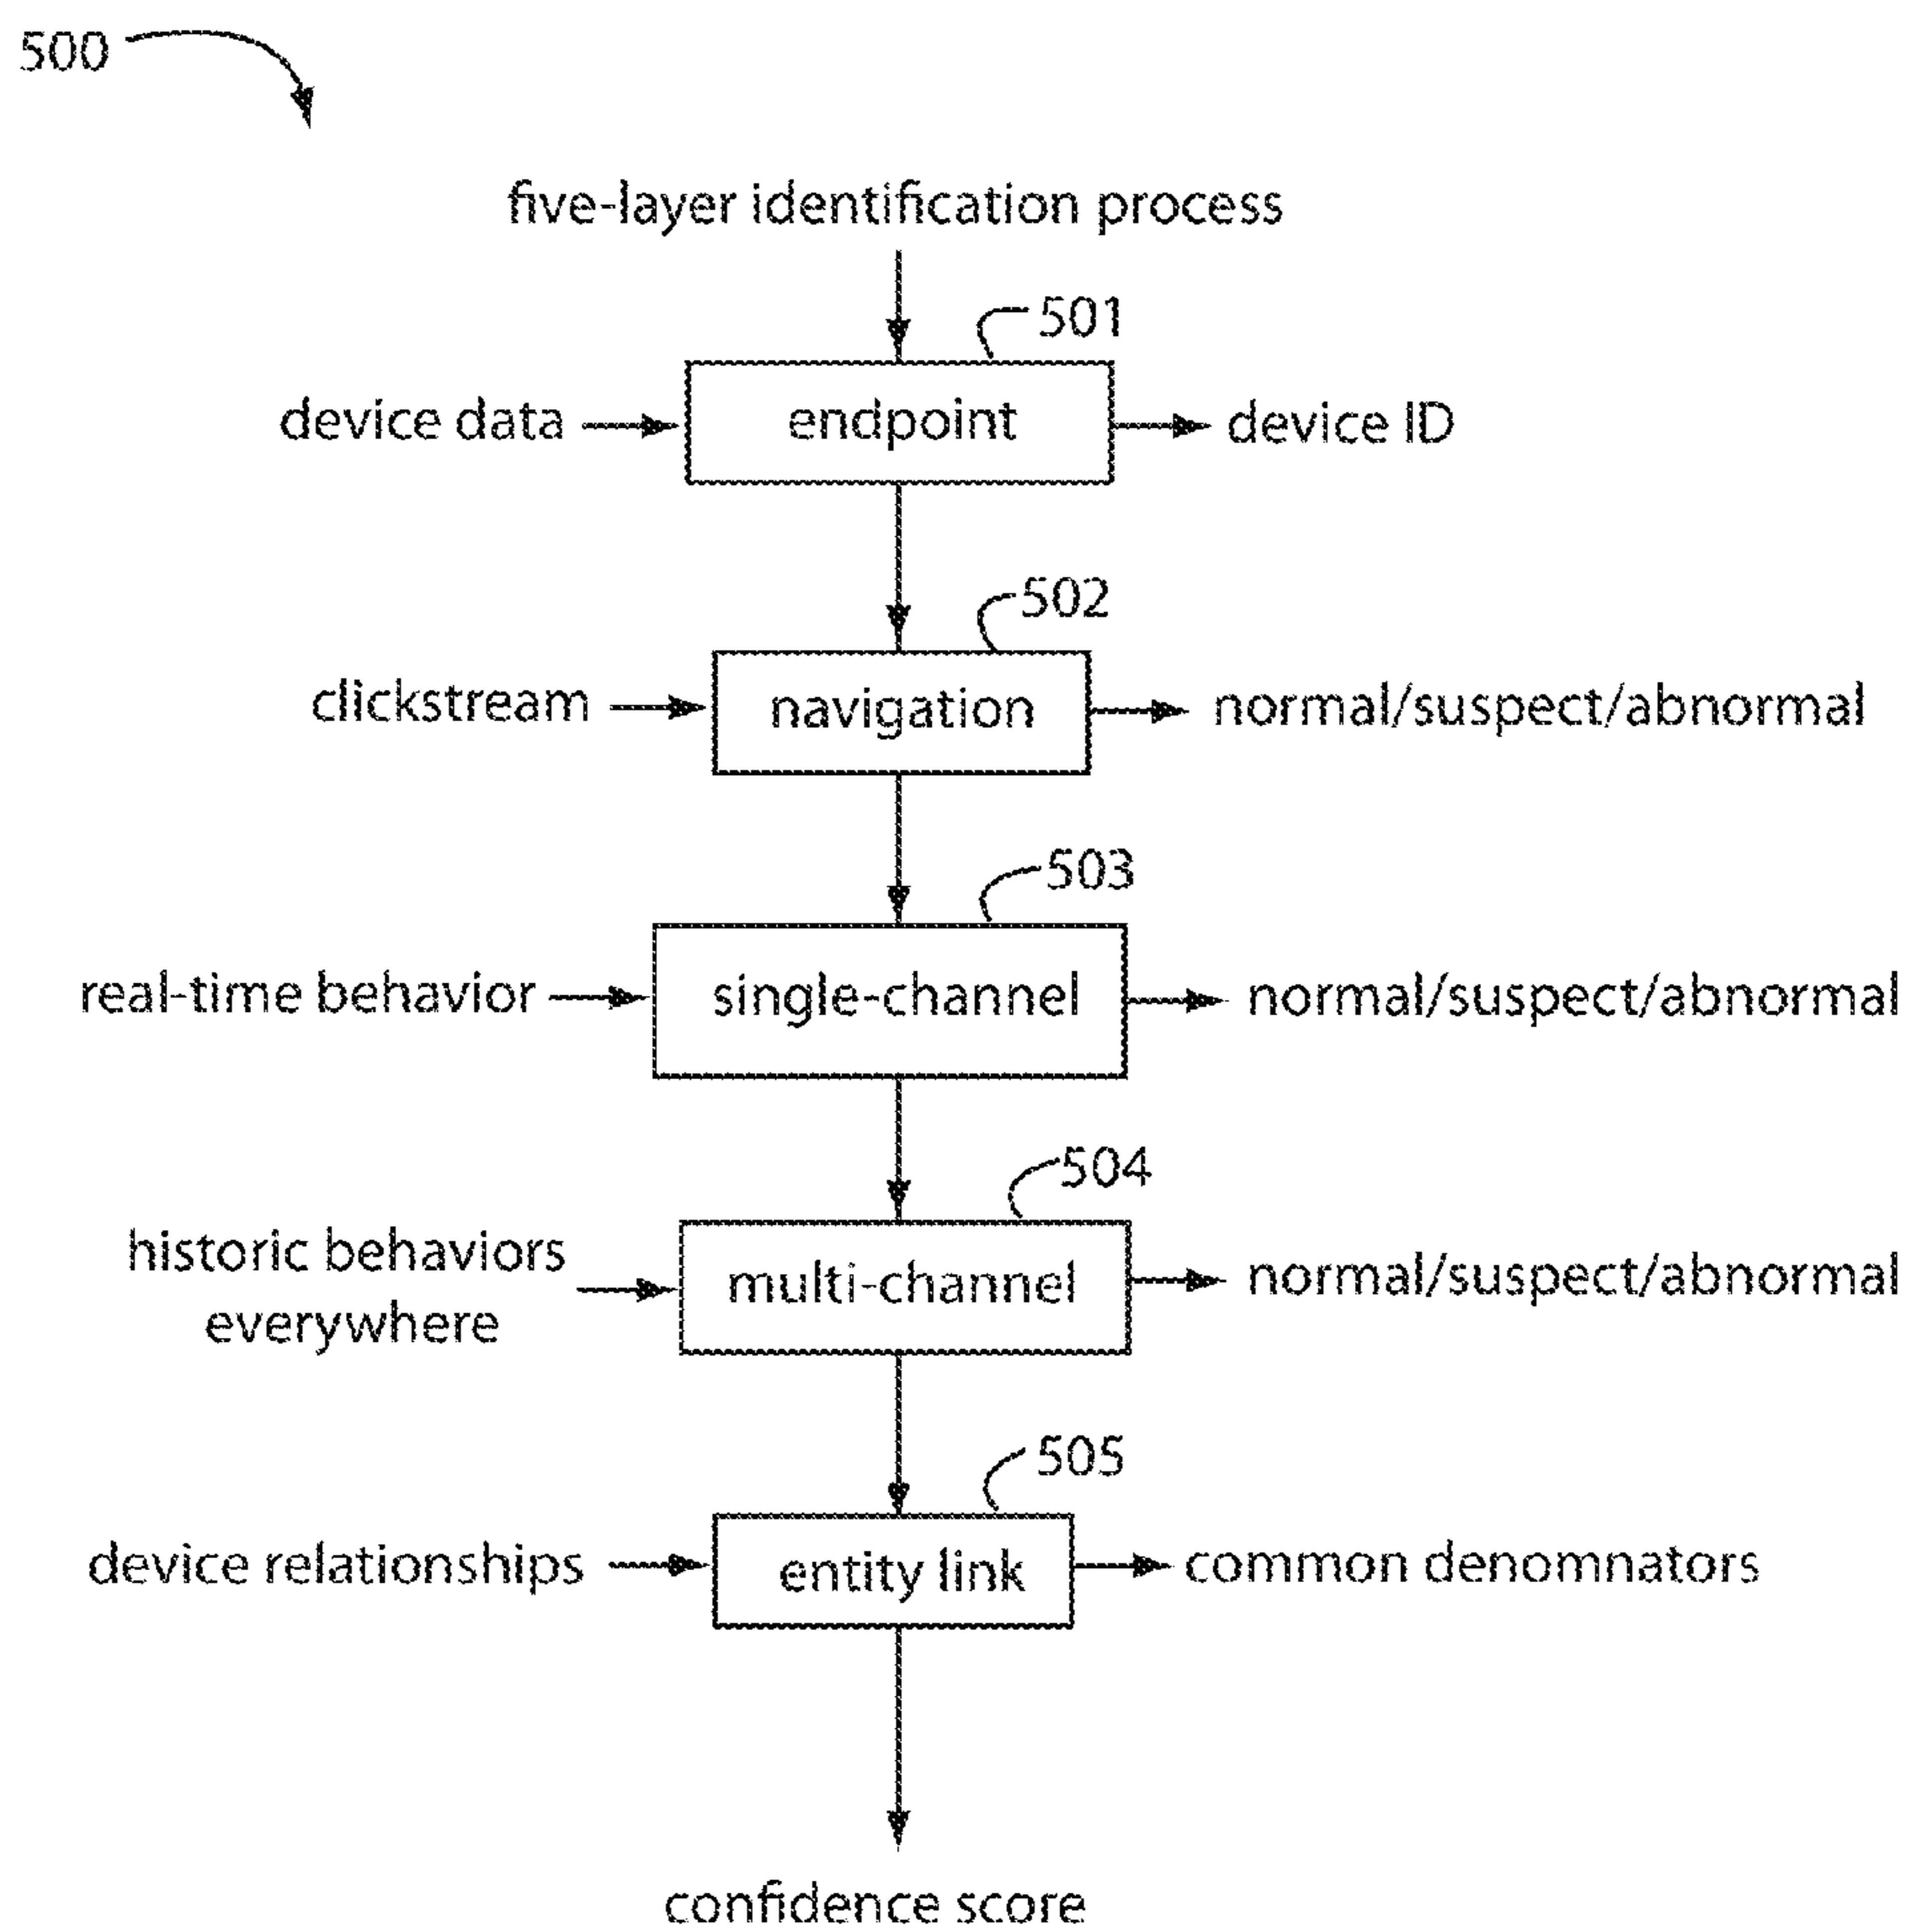 500
five-layer identification process
501
device data
endpoint
device ID
502
clickstream
navigation
normal/suspect/abnormal
503
real-time behavior
single-channel
normal/suspect/abnormal
504
historic behaviors
everywhere
multi-channel
normal/suspect/abnormal
505
device relationships
entity link
common denomnators
confidence score